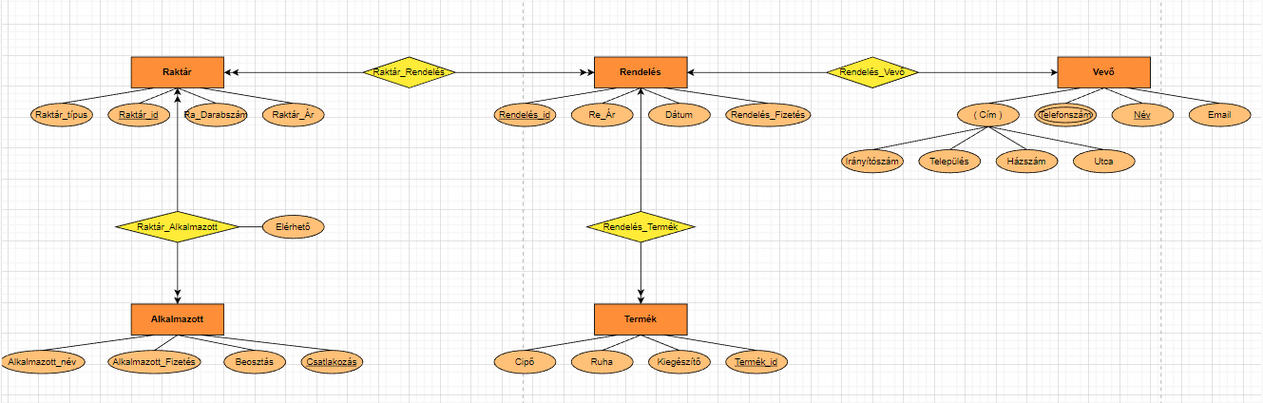 Raktár
Raktár_Rendelés
Rendelés
Rendelés_Vevő
Vevő
Raktár_típus
Raktár_id
Ra_Darabszám
Raktár_Ár
Rendelés_id
Re_Ár
Dátum
Rendelés_Fizetés
( Cím )
Telefonszám
Név
Email
Irányítószám
Település
Házszám
Utca
Raktár_Alkalmazott
Elérhető
Rendelés_Termék
Alkalmazott
Termék
Alkalmazott_név
Alkalmazott_Fizetés
Beosztás
Csatlakozás
Cipő
Ruha
Kiegészítő
Termék_id